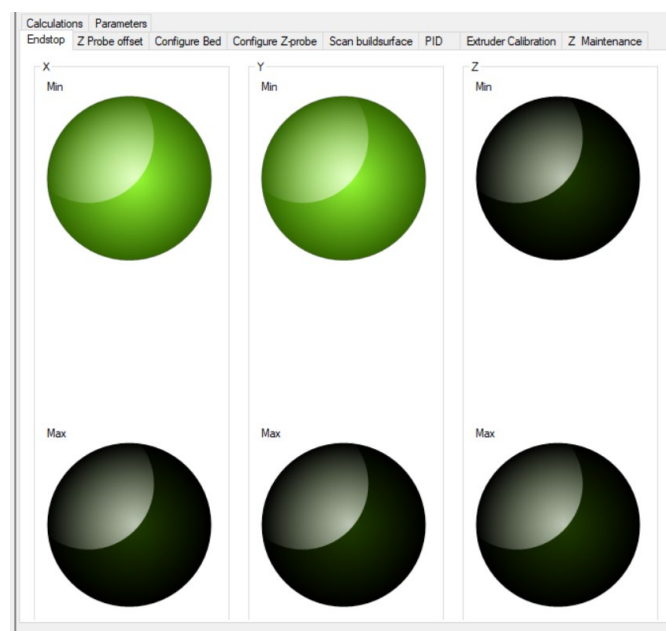 Calculations Parameters
Endstop Z Probe offset Configure Bed Configure Z-probe Scan buildsurface PID Extruder Calibration Z Maintenance
X Y Z
Min Min Min
Max Max Max